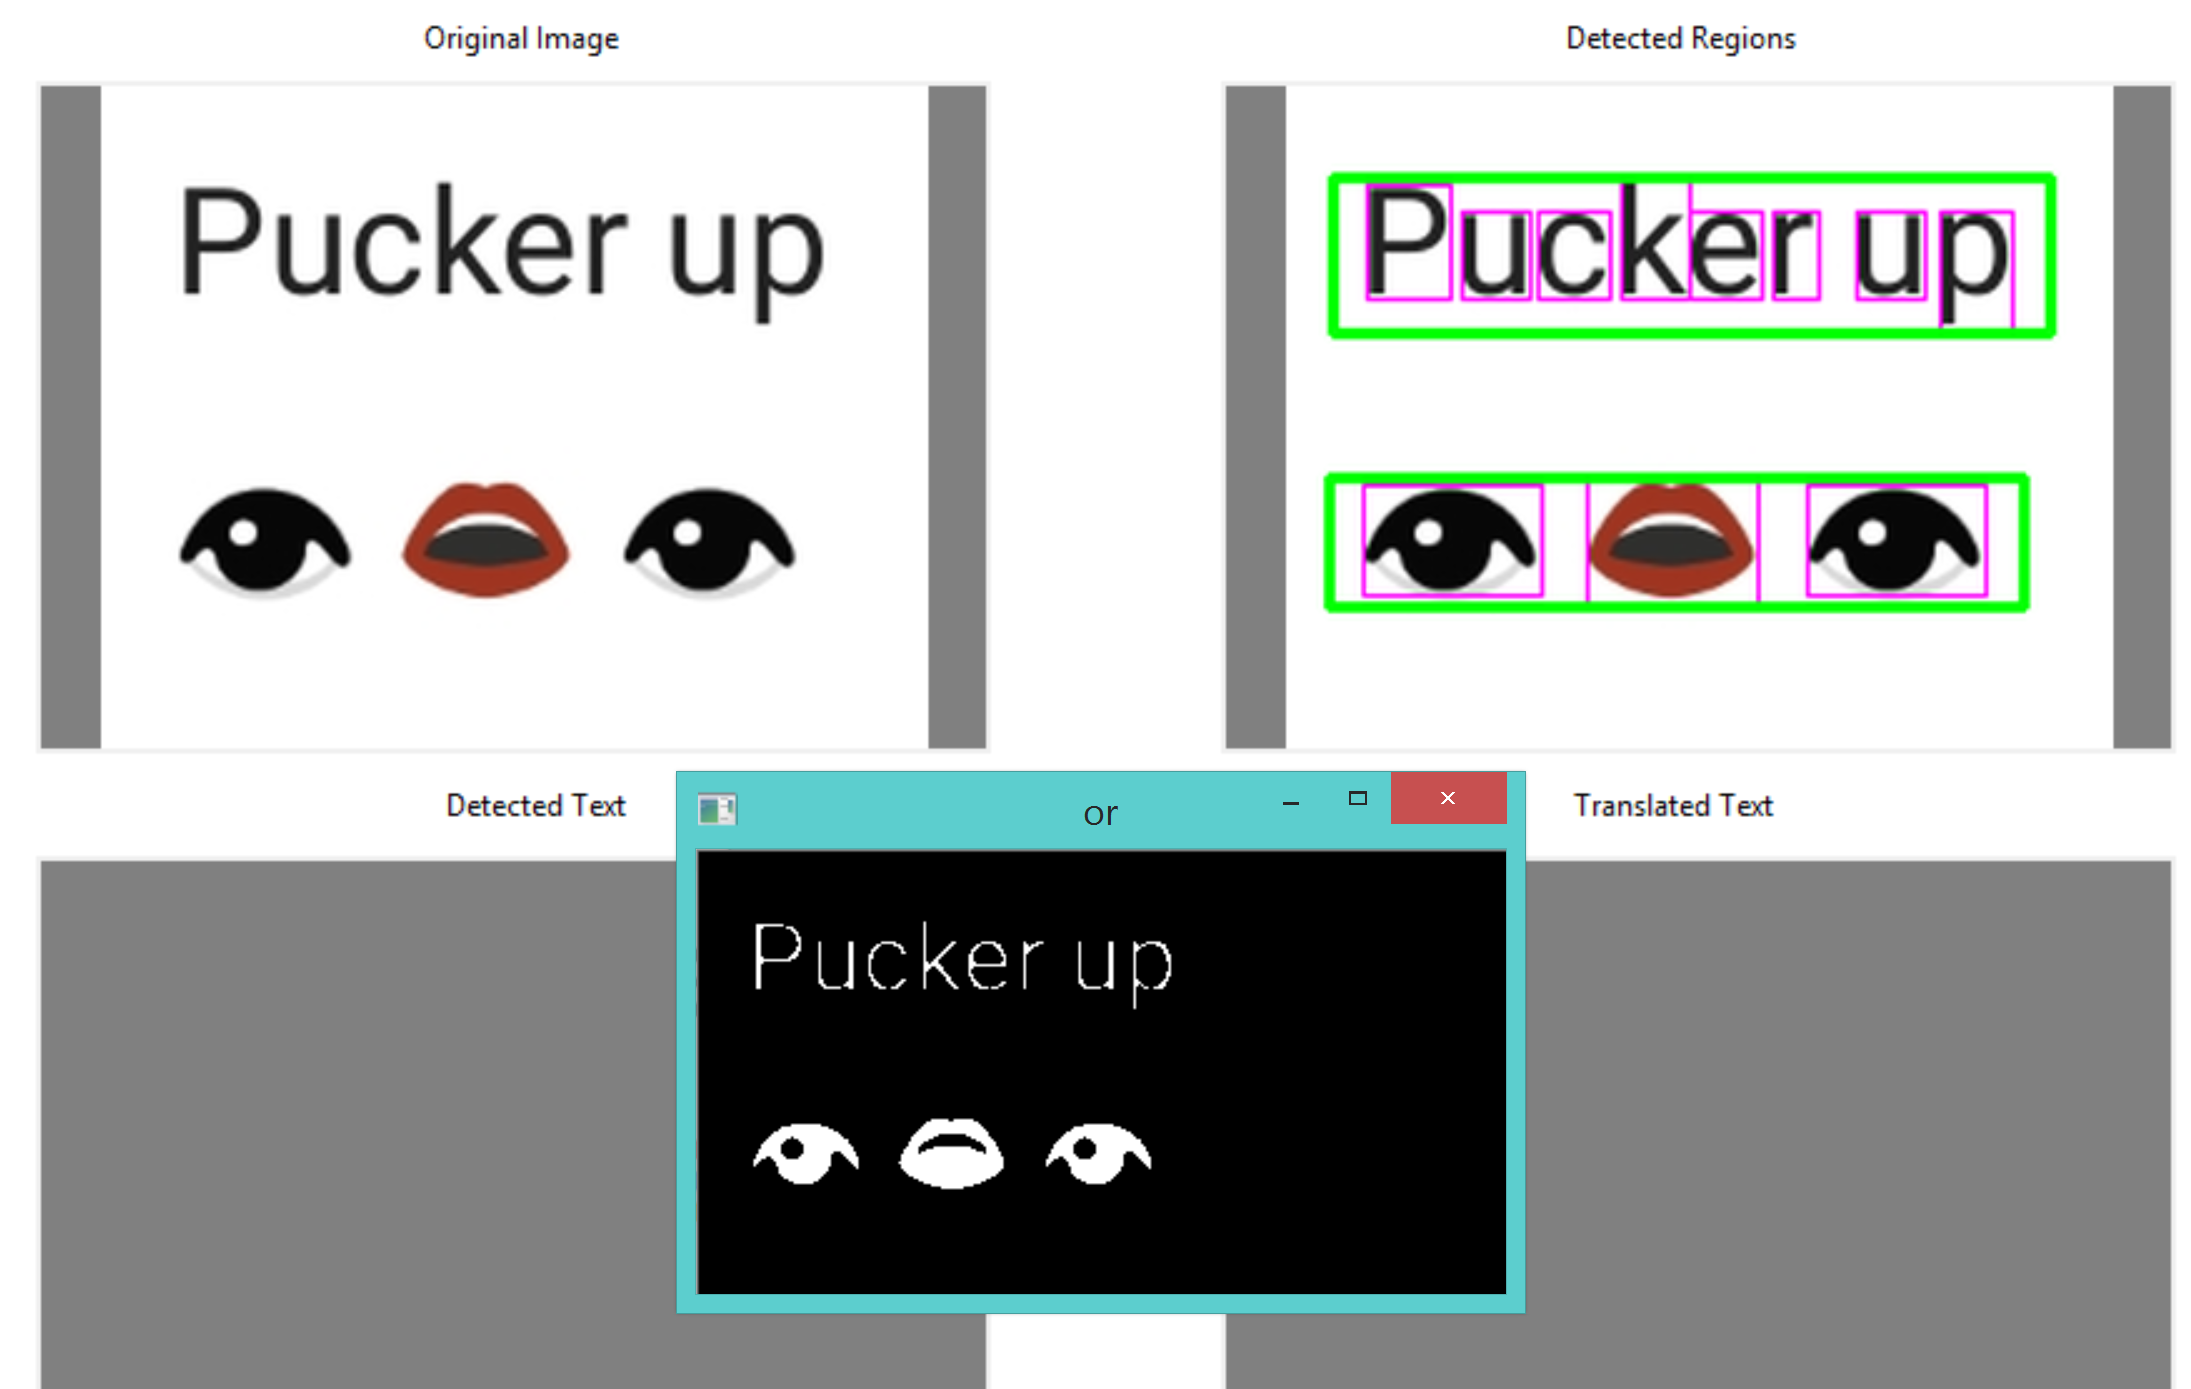 Original Image
Detected Regions
Pucker up
Pucker up
Detected Text
or
Translated Text
Pucker up